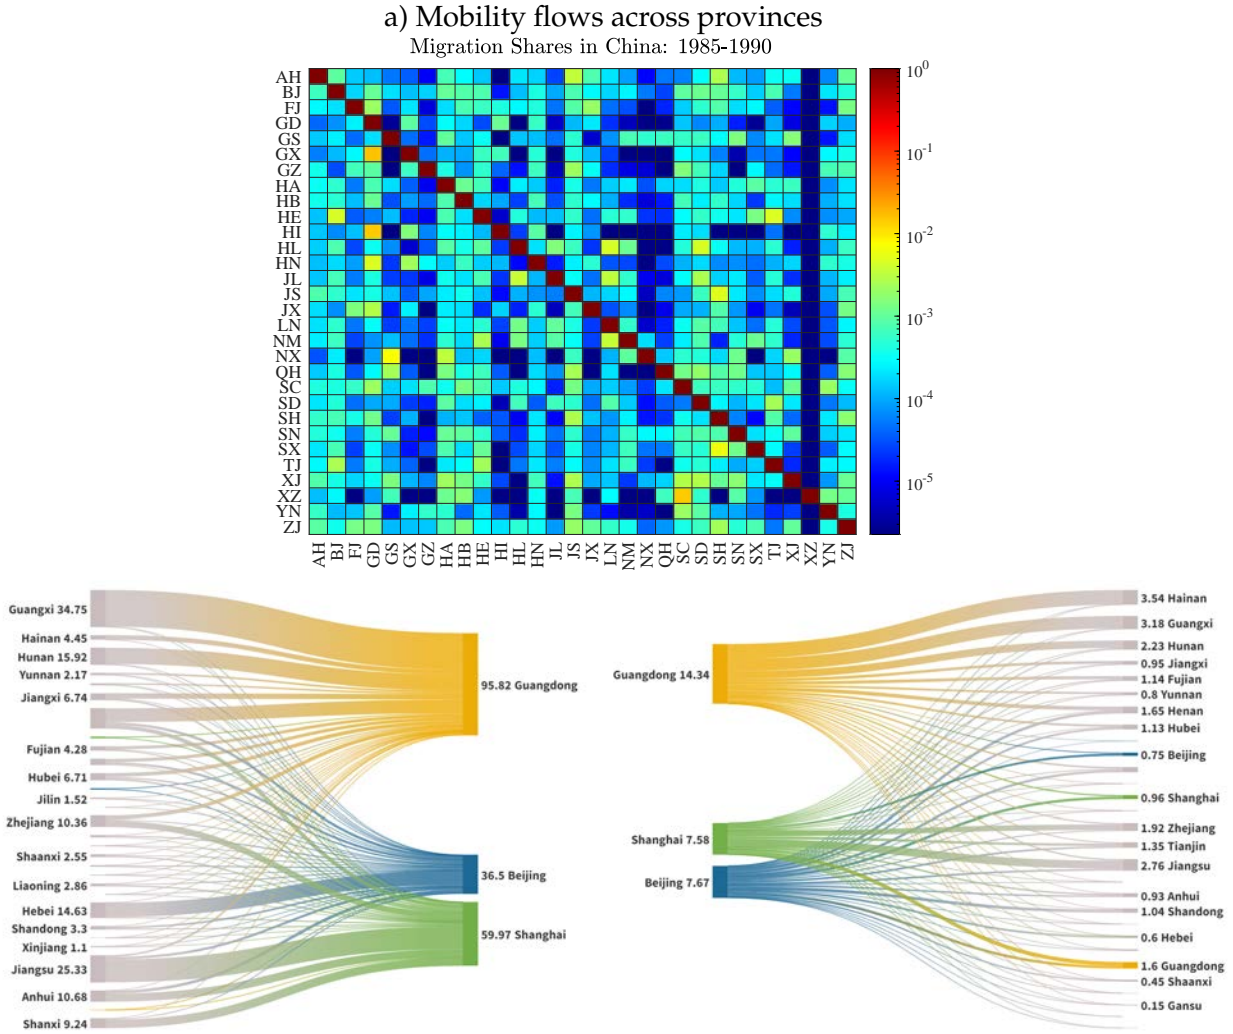 a) Mobility flows across provinces
Migration Shares in China: 1985-1990
AH
BJ
FJ
GD
GS
GX
GZ
HA
HB
HE
HI
HL
HN
JL
JS
JX
LN
NM
NX
QH
SC
SD
SH
SN
SX
TJ
XJ
XZ
YN
ZJ
10^0
10^-1
10^-2
10^-3
10^-4
10^-5
AH BJ FJ GD GS GX GZ HA HB HE HI HL HN JL JS JX LN NM NX QH SC SD SH SN SX TJ XJ XZ YN ZJ
Guangxi 34.75
Hainan 4.45
Hunan 15.92
Yunnan 2.17
Jiangxi 6.74
Fujian 4.28
Hubei 6.71
Jilin 1.52
Zhejiang 10.36
Shaanxi 2.55
Liaoning 2.86
Hebei 14.63
Shandong 3.3
Xinjiang 1.1
Jiangsu 25.33
Anhui 10.68
Shanxi 9.24
95.82 Guangdong
36.5 Beijing
59.97 Shanghai
Guangdong 14.34
Shanghai 7.58
Beijing 7.67
3.54 Hainan
3.18 Guangxi
2.23 Hunan
0.95 Jiangxi
1.14 Fujian
0.8 Yunnan
1.65 Henan
1.13 Hubei
0.75 Beijing
0.96 Shanghai
1.92 Zhejiang
1.35 Tianjin
2.76 Jiangsu
0.93 Anhui
1.04 Shandong
0.6 Hebei
1.6 Guangdong
0.45 Shaanxi
0.15 Gansu